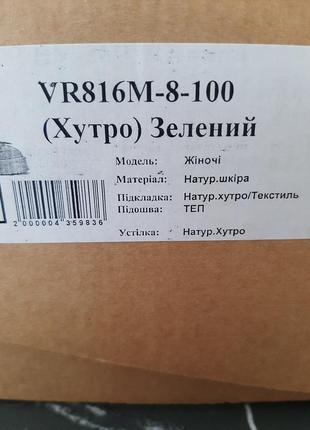 VR816M-8-100
(Хутро) Зелений
Модель: Жіночі
Матеріал: Натур.шкіра
Підкладка: Натур.хутро/Текстиль
Підошва: ТЕП
Устілка: Натур.Хутро
2 000004 359836